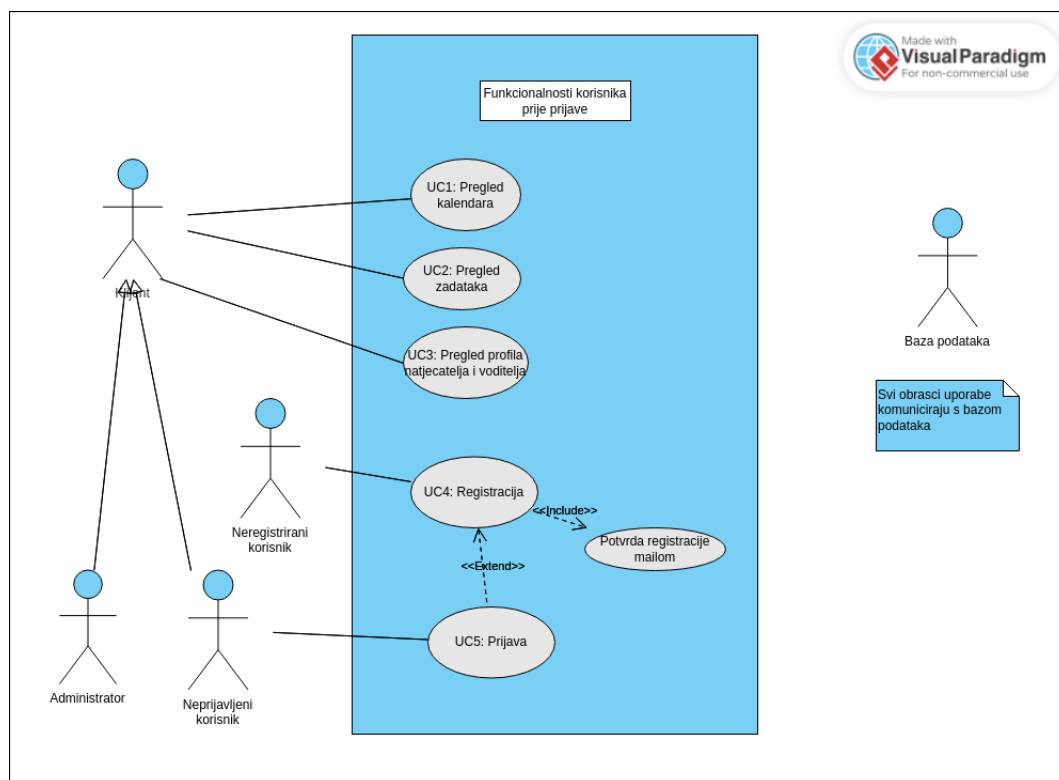 Made with
Visual Paradigm
For non-commercial use
Funkcionalnosti korisnika
prije prijave
UC1: Pregled
kalendara
UC2: Pregled
zadataka
Klijent
UC3: Pregled profila
natjecatelja i voditelja
Baza podataka
Svi obrasci uporabe
komuniciraju s bazom
podataka
UC4: Registracija
<<Include>>
Neregistrirani
korisnik
Potvrda registracije
mailom
<<Extend>>
UC5: Prijava
Administrator
Neprijavljeni
korisnik